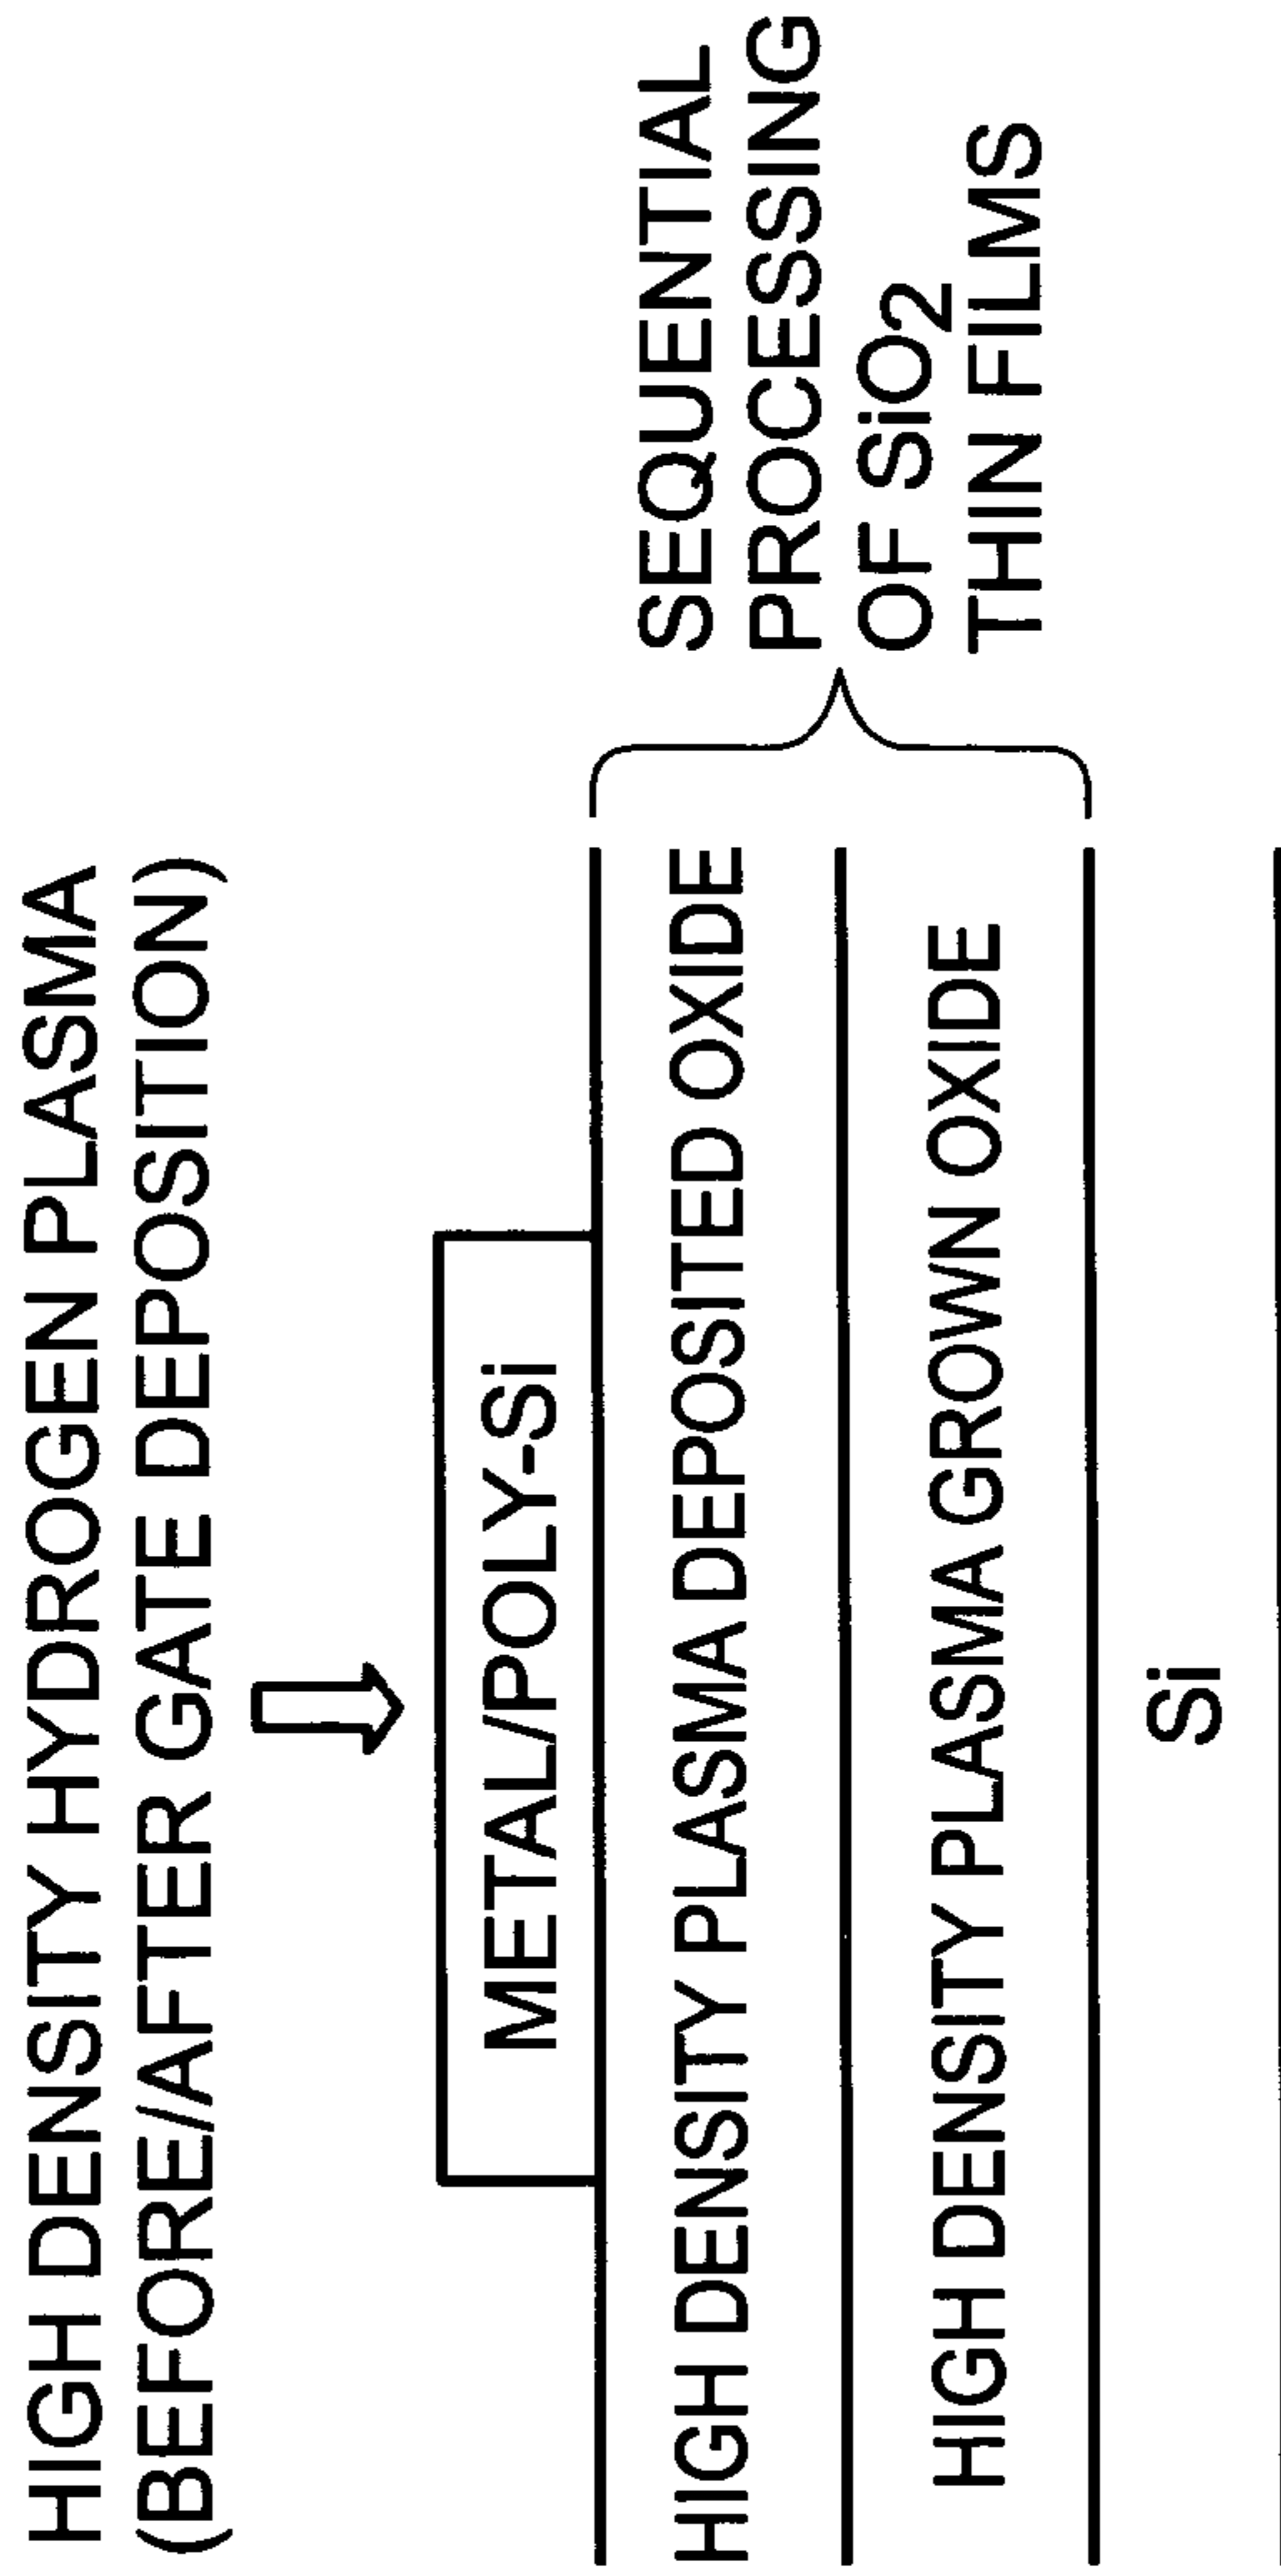 HIGH DENSITY HYDROGEN PLASMA
(BEFORE/AFTER GATE DEPOSITION)
METAL/POLY-Si
HIGH DENSITY PLASMA DEPOSITED OXIDE
HIGH DENSITY PLASMA GROWN OXIDE
Si
SEQUENTIAL
PROCESSING
OF SiO2
THIN FILMS